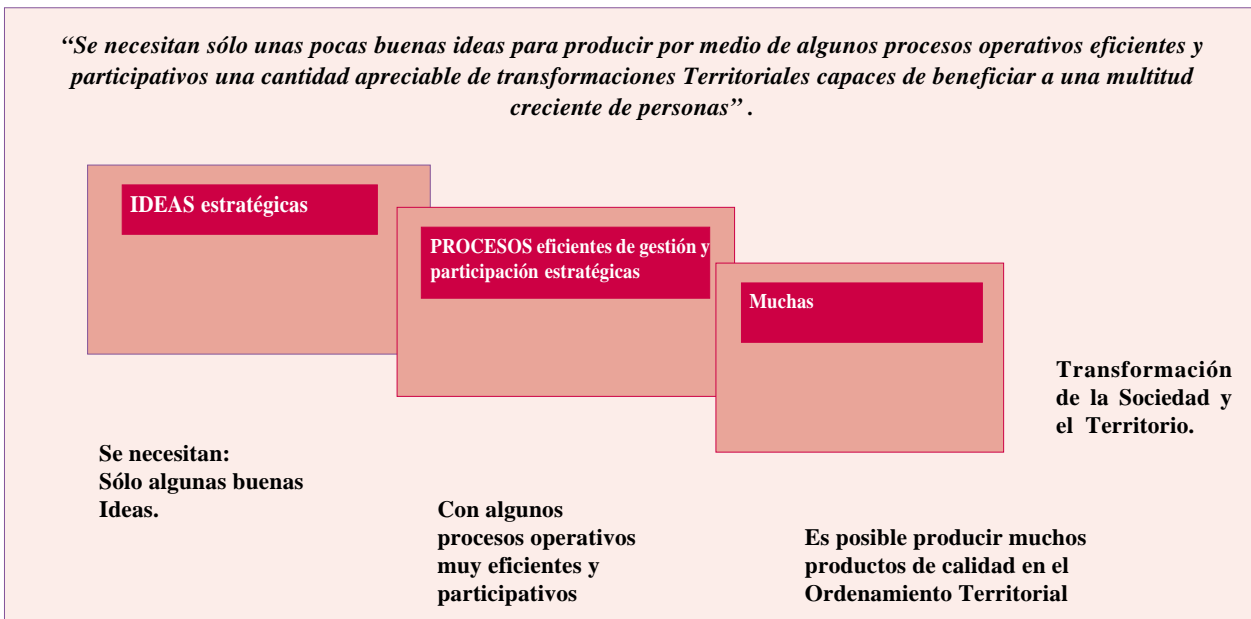 “Se necesitan sólo unas pocas buenas ideas para producir por medio de algunos procesos operativos eficientes y
participativos una cantidad apreciable de transformaciones Territoriales capaces de beneficiar a una multitud
creciente de personas” .
IDEAS estratégicas
PROCESOS eficientes de gestión y
participación estratégicas
Muchas
Transformación
de la Sociedad y
el Territorio.
Se necesitan:
Sólo algunas buenas
Ideas.
Con algunos
procesos operativos
muy eficientes y
participativos
Es posible producir muchos
productos de calidad en el
Ordenamiento Territorial